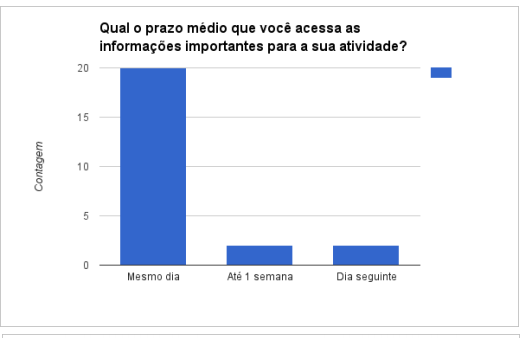 Qual o prazo médio que você acessa as
informações importantes para a sua atividade?
20
15
10
5
0
Contagem
Mesmo dia
Até 1 semana
Dia seguinte